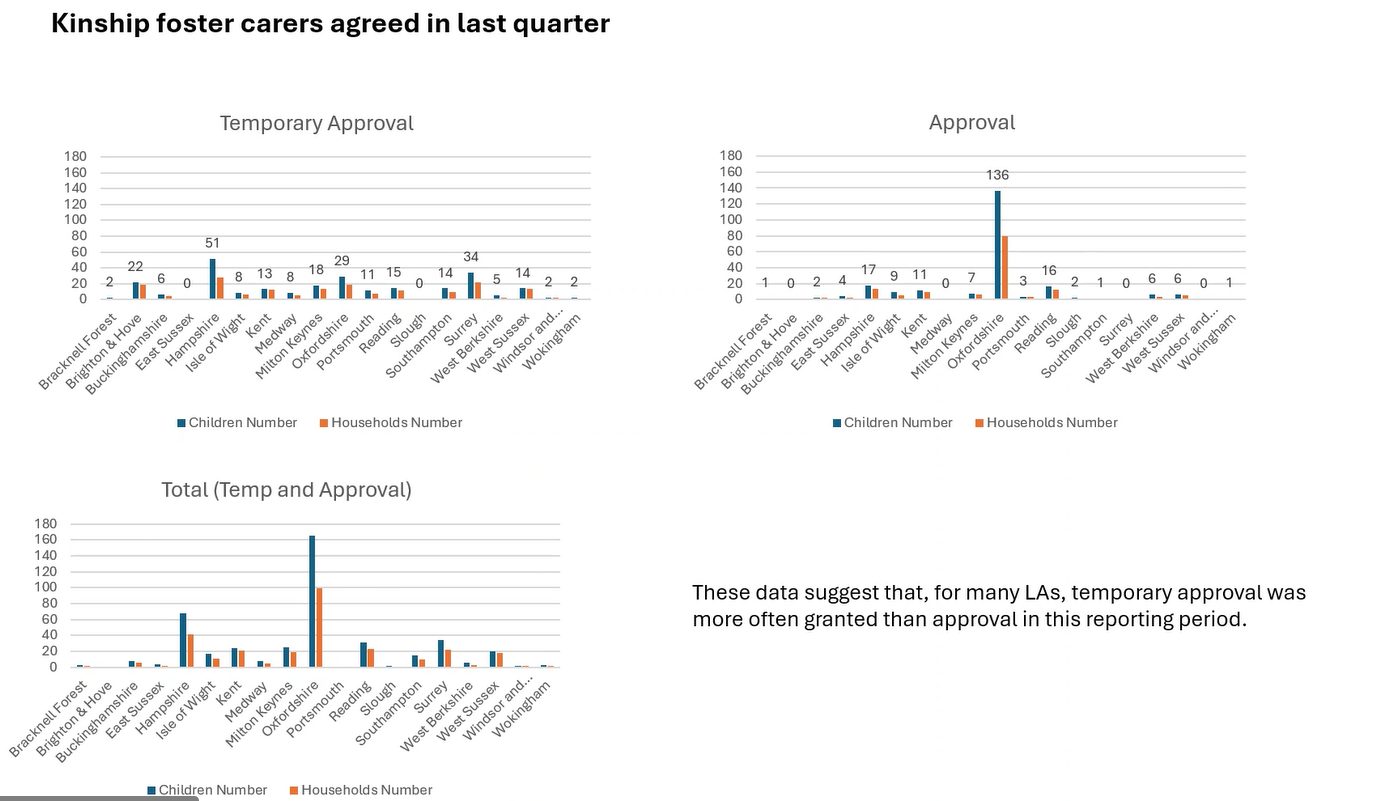 Kinship foster carers agreed in last quarter
Temporary Approval
180
160
140
120
100
80
60
40
20
0
2 22 6 0 51 8 13 8 18 29 11 15 0 14 34 5 14 2 2
Bracknell Forest
Brighton & Hove
Buckinghamshire
East Sussex
Hampshire
Isle of Wight
Kent
Medway
Milton Keynes
Oxfordshire
Portsmouth
Reading
Slough
Southampton
Surrey
West Berkshire
West Sussex
Windsor and...
Wokingham
Children Number Households Number
Approval
180
160
140
120
100
80
60
40
20
0
1 0 2 4 17 9 11 0 7 136 3 16 2 1 0 6 6 0 1
Bracknell Forest
Brighton & Hove
Buckinghamshire
East Sussex
Hampshire
Isle of Wight
Kent
Medway
Milton Keynes
Oxfordshire
Portsmouth
Reading
Slough
Southampton
Surrey
West Berkshire
West Sussex
Windsor and...
Wokingham
Children Number Households Number
Total (Temp and Approval)
180
160
140
120
100
80
60
40
20
0
Bracknell Forest
Brighton & Hove
Buckinghamshire
East Sussex
Hampshire
Isle of Wight
Kent
Medway
Milton Keynes
Oxfordshire
Portsmouth
Reading
Slough
Southampton
Surrey
West Berkshire
West Sussex
Windsor and...
Wokingham
Children Number Households Number
These data suggest that, for many LAs, temporary approval was
more often granted than approval in this reporting period.